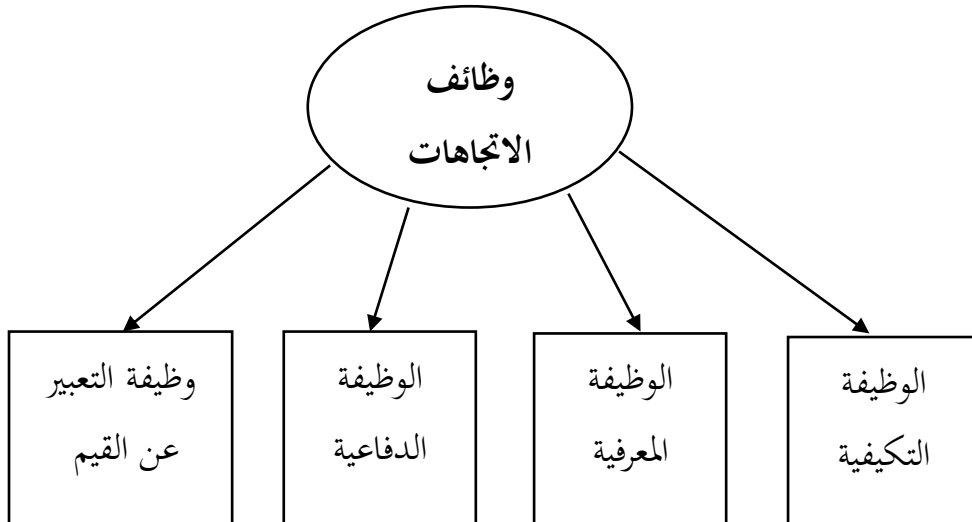 وظائف
الاتجاهات
الوظيفة
التكيفية
الوظيفة
المعرفية
الوظيفة
الدفاعية
وظيفة التعبير
عن القيم